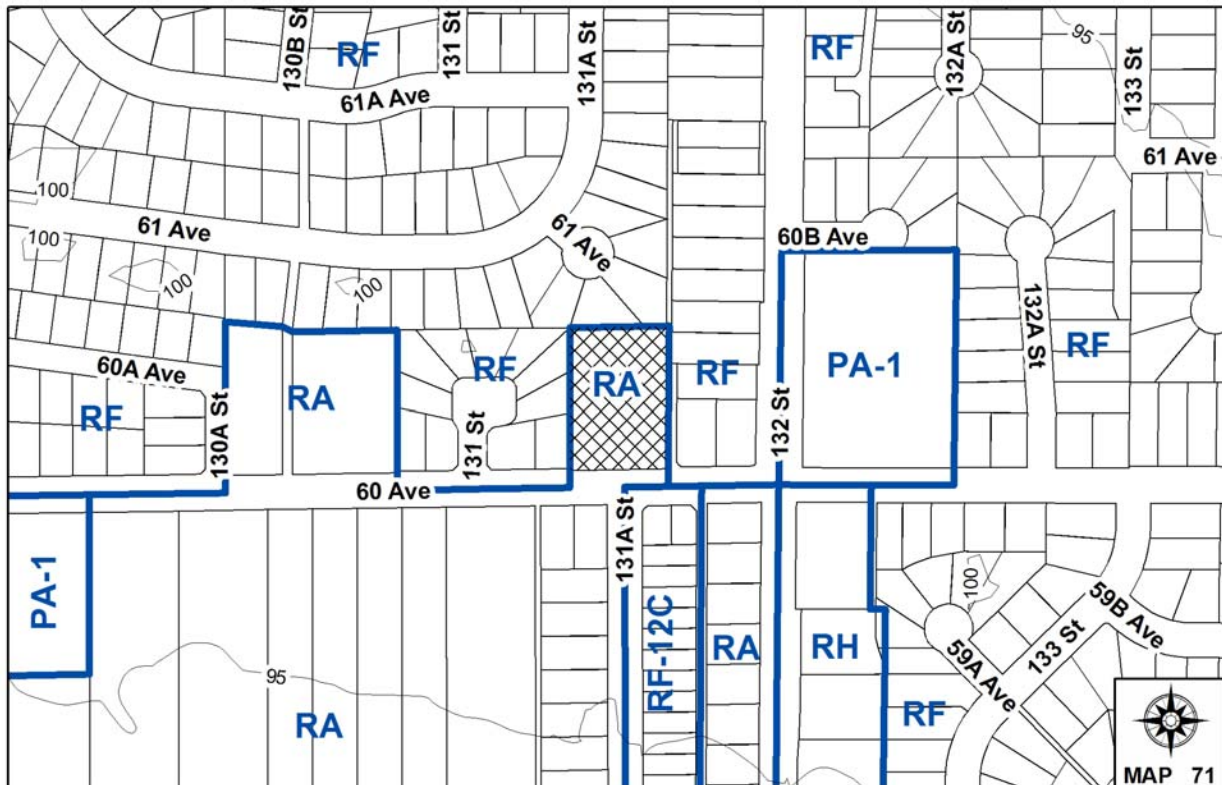 130B St
RF
131 St
131A St
RF
132A St
95
133 St
61A Ave
61 Ave
100
61 Ave
61 Ave
60B Ave
100
100
100
132A St
60A Ave
RA
RF
RA
RF
PA-1
RF
RF
130A St
131 St
132 St
60 Ave
131A St
PA-1
100
59B Ave
RF-12C
RA
RH
133 St
95
59A Ave
RA
RF
MAP 71